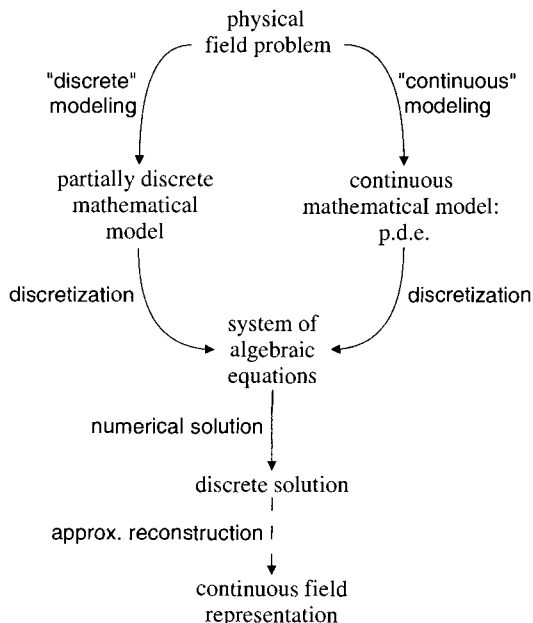 physical
field problem
"discrete"
modeling
"continuous"
modeling
partially discrete
mathematical
model
continuous
mathematical model:
p.d.e.
discretization
discretization
system of
algebraic
equations
numerical solution
discrete solution
approx. reconstruction
continuous field
representation